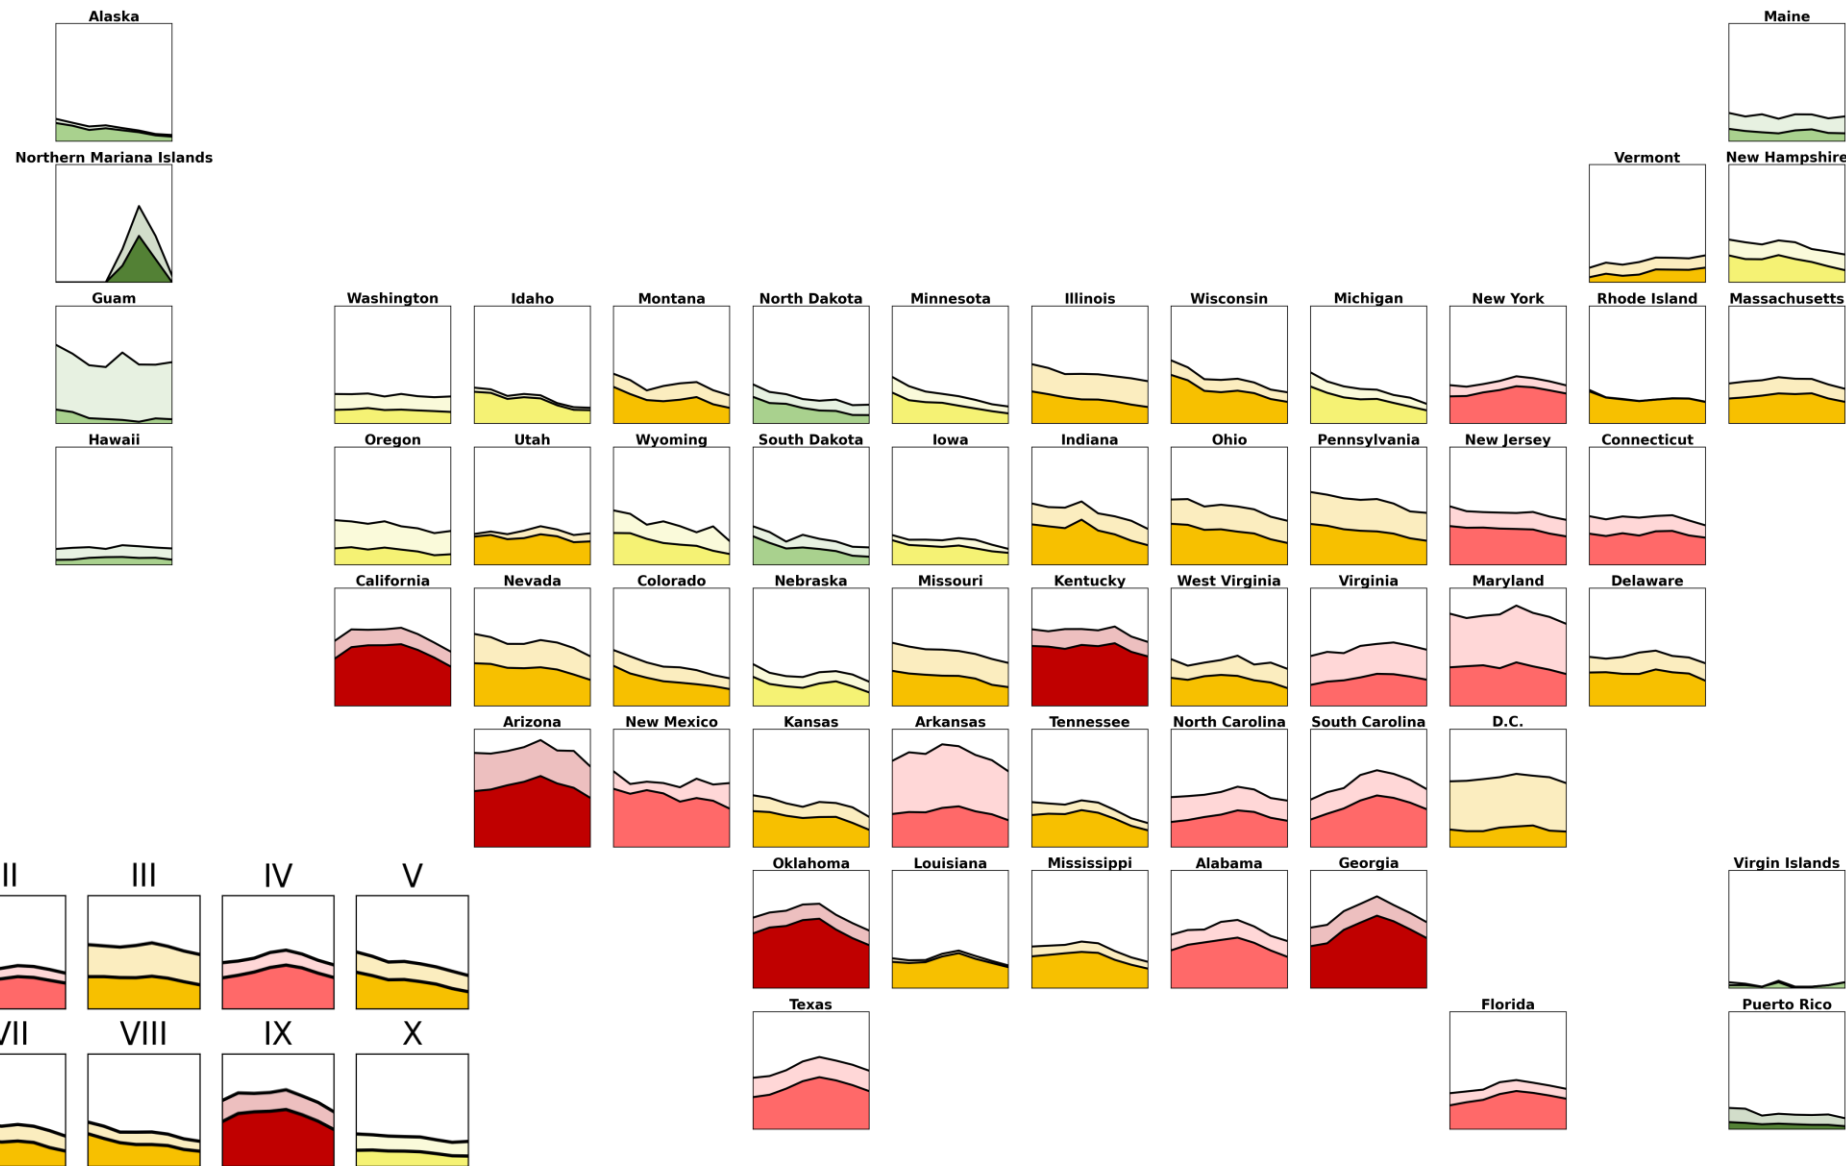 Alaska Maine
Northern Mariana Islands Vermont New Hampshire
Guam Washington Idaho Montana North Dakota Minnesota Illinois Wisconsin Michigan New York Rhode Island Massachusetts
Hawaii Oregon Utah Wyoming South Dakota Iowa Indiana Ohio Pennsylvania New Jersey Connecticut
California Nevada Colorado Nebraska Missouri Kentucky West Virginia Virginia Maryland Delaware
Arizona New Mexico Kansas Arkansas Tennessee North Carolina South Carolina D.C.
Oklahoma Louisiana Mississippi Alabama Georgia Virgin Islands
II III IV V
Texas Florida Puerto Rico
VII VIII IX X